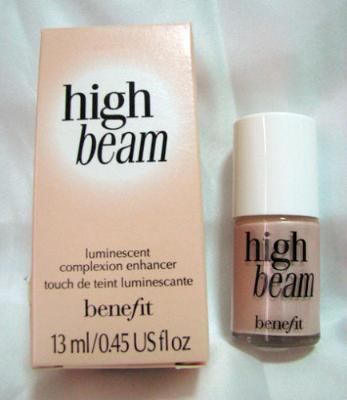 high
beam
luminescent
complexion enhancer
touch de teint luminescante
benefit
13 ml/0.45 US fl oz
high
beam
benefit